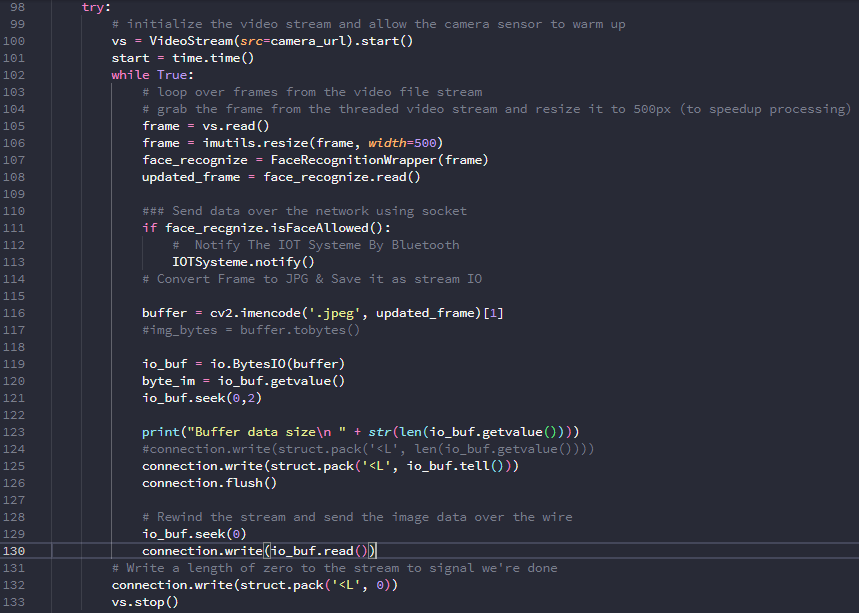 98 try:
99 # initialize the video stream and allow the camera sensor to warm up
100 vs = VideoStream(src=camera_url).start()
101 start = time.time()
102 while True:
103 # loop over frames from the video file stream
104 # grab the frame from the threaded video stream and resize it to 500px (to speedup processing)
105 frame = vs.read()
106 frame = imutils.resize(frame, width=500)
107 face_recognize = FaceRecognitionWrapper(frame)
108 updated_frame = face_recognize.read()
109
110 ### Send data over the network using socket
111 if face_recgnize.isFaceAllowed():
112 #  Notify The IOT Systeme By Bluetooth
113 IOTSysteme.notify()
114 # Convert Frame to JPG & Save it as stream IO
115
116 buffer = cv2.imencode('.jpeg', updated_frame)[1]
117 #img_bytes = buffer.tobytes()
118
119 io_buf = io.BytesIO(buffer)
120 byte_im = io_buf.getvalue()
121 io_buf.seek(0,2)
122
123 print("Buffer data size\n " + str(len(io_buf.getvalue())))
124 #connection.write(struct.pack('<L', len(io_buf.getvalue())))
125 connection.write(struct.pack('<L', io_buf.tell()))
126 connection.flush()
127
128 # Rewind the stream and send the image data over the wire
129 io_buf.seek(0)
130 connection.write(io_buf.read())
131 # Write a length of zero to the stream to signal we're done
132 connection.write(struct.pack('<L', 0))
133 vs.stop()